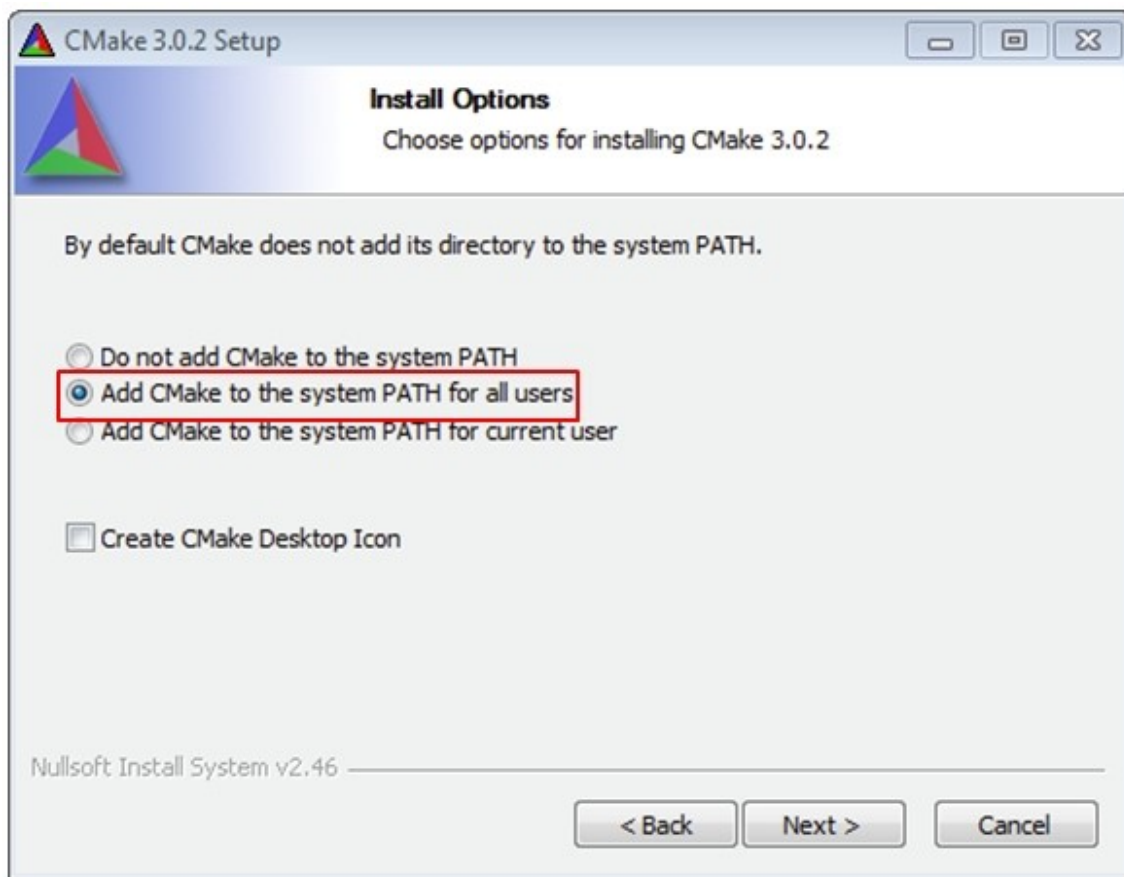 CMake 3.0.2 Setup
Install Options
Choose options for installing CMake 3.0.2
By default CMake does not add its directory to the system PATH.
Do not add CMake to the system PATH
Add CMake to the system PATH for all users
Add CMake to the system PATH for current user
Create CMake Desktop Icon
Nullsoft Install System v2.46
< Back Next > Cancel